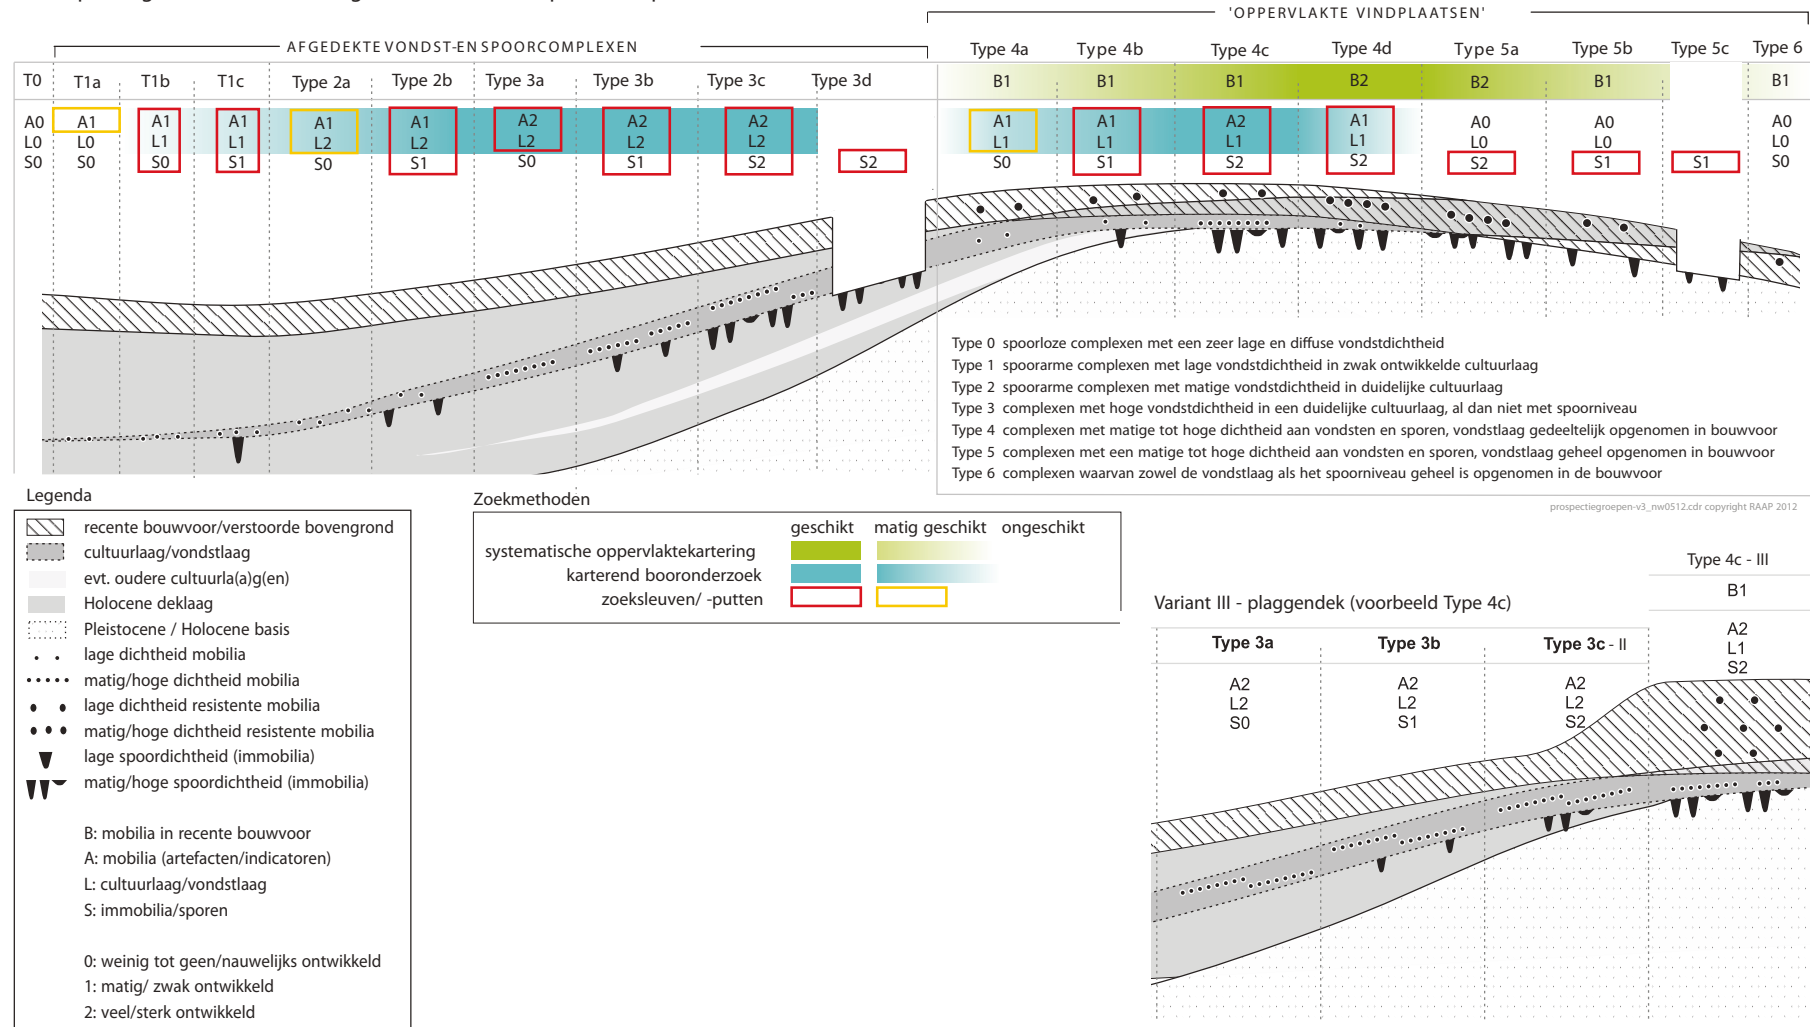 'OPPERVLAKTE VINDPLAATSEN'
AFGEDEKTE VONDST-EN SPOORCOMPLEXEN
T0 T1a T1b T1c Type 2a Type 2b Type 3a Type 3b Type 3c Type 3d Type 4a Type 4b Type 4c Type 4d Type 5a Type 5b Type 5c Type 6
B1 B1 B1 B2 B2 B1 B1
A0 A1 A1 A1 A1 A1 A2 A2 A2 A1 A1 A2 A1 A0 A0 A0
L0 L0 L1 L1 L2 L2 L2 L2 L2 L1 L1 L1 L1 L0 L0 L0
S0 S0 S0 S1 S0 S1 S0 S1 S2 S2 S0 S1 S2 S2 S2 S1 S1 S0
Type 0 spoorloze complexen met een zeer lage en diffuse vondstdichtheid
Type 1 spoorarme complexen met lage vondstdichtheid in zwak ontwikkelde cultuurlaag
Type 2 spoorarme complexen met matige vondstdichtheid in duidelijke cultuurlaag
Type 3 complexen met hoge vondstdichtheid in een duidelijke cultuurlaag, al dan niet met spoorniveau
Type 4 complexen met matige tot hoge dichtheid aan vondsten en sporen, vondstlaag gedeeltelijk opgenomen in bouwvoor
Type 5 complexen met een matige tot hoge dichtheid aan vondsten en sporen, vondstlaag geheel opgenomen in bouwvoor
Type 6 complexen waarvan zowel de vondstlaag als het spoorniveau geheel is opgenomen in de bouwvoor
prospectiegroepen-v3_nw0512.cdr copyright RAAP 2012
Legenda
recente bouwvoor/verstoorde bovengrond
cultuurlaag/vondstlaag
evt. oudere cultuurla(a)g(en)
Holocene deklaag
Pleistocene / Holocene basis
lage dichtheid mobilia
matig/hoge dichtheid mobilia
lage dichtheid resistente mobilia
matig/hoge dichtheid resistente mobilia
lage spoordichtheid (immobilia)
matig/hoge spoordichtheid (immobilia)
B: mobilia in recente bouwvoor
A: mobilia (artefacten/indicatoren)
L: cultuurlaag/vondstlaag
S: immobilia/sporen
0: weinig tot geen/nauwelijks ontwikkeld
1: matig/ zwak ontwikkeld
2: veel/sterk ontwikkeld
Zoekmethoden
geschikt matig geschikt ongeschikt
systematische oppervlaktekartering
karterend booronderzoek
zoeksleuven/ -putten
Variant III - plaggendek (voorbeeld Type 4c)
Type 4c - III
B1
A2
L1
S2
Type 3a Type 3b Type 3c - II
A2 A2 A2
L2 L2 L2
S0 S1 S2